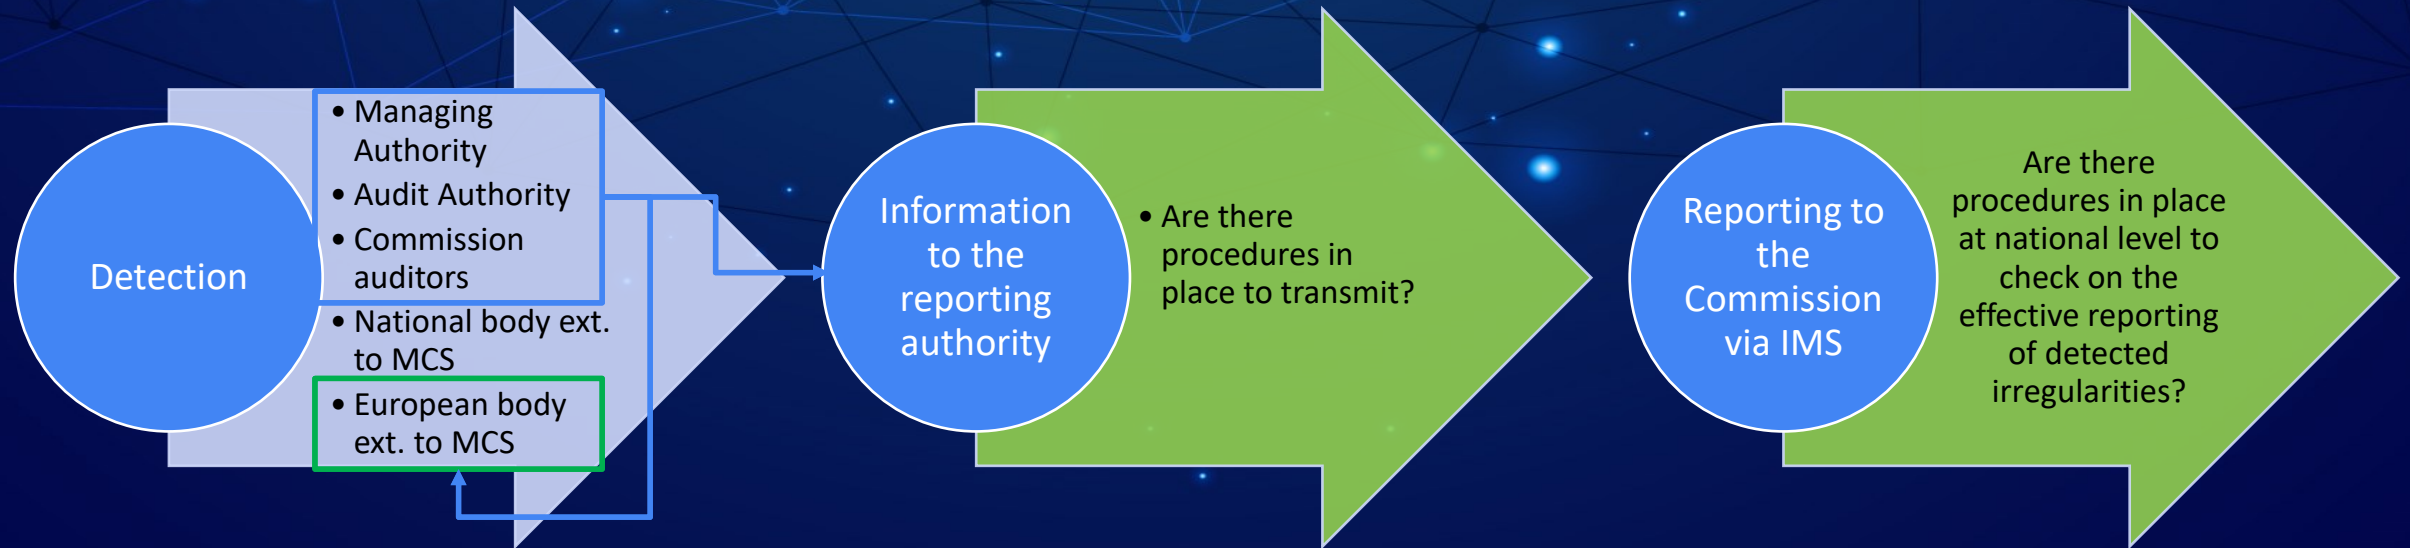 Detection
• Managing
Authority
• Audit Authority
• Commission
auditors
• National body ext.
to MCS
• European body
ext. to MCS
Information
to the
reporting
authority
• Are there
procedures in
place to transmit?
Reporting to
the
Commission
via IMS
Are there
procedures in place
at national level to
check on the
effective reporting
of detected
irregularities?